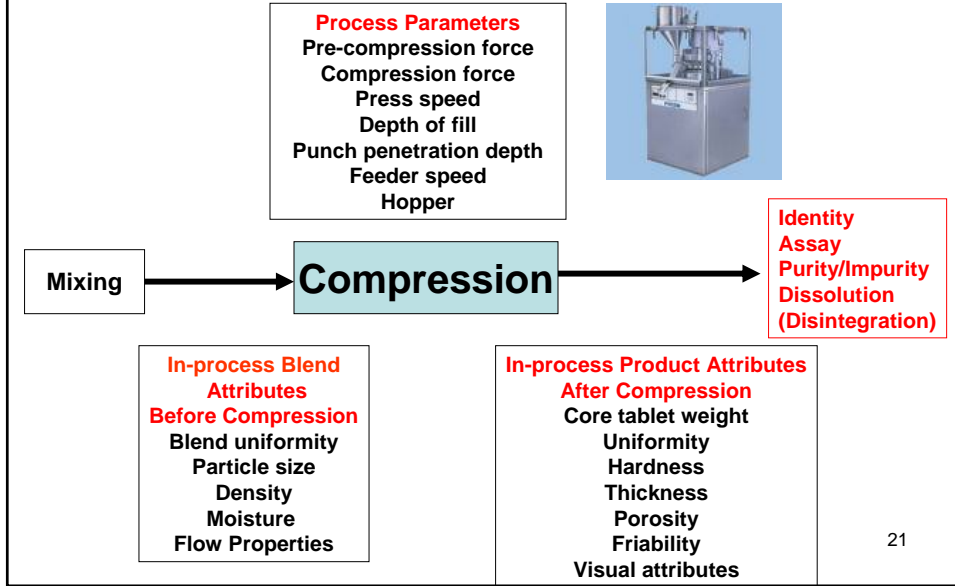 Process Parameters
Pre-compression force
Compression force
Press speed
Depth of fill
Punch penetration depth
Feeder speed
Hopper
Mixing
Compression
Identity
Assay
Purity/Impurity
Dissolution
(Disintegration)
In-process Blend
Attributes
Before Compression
Blend uniformity
Particle size
Density
Moisture
Flow Properties
In-process Product Attributes
After Compression
Core tablet weight
Uniformity
Hardness
Thickness
Porosity
Friability
Visual attributes
21